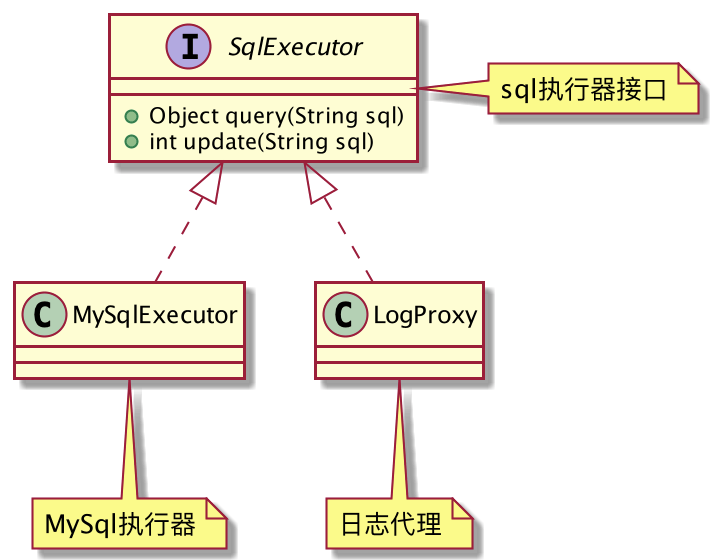 I SqlExecutor
sql执行器接口
Object query(String sql)
int update(String sql)
C MySqlExecutor
C LogProxy
MySql执行器
日志代理